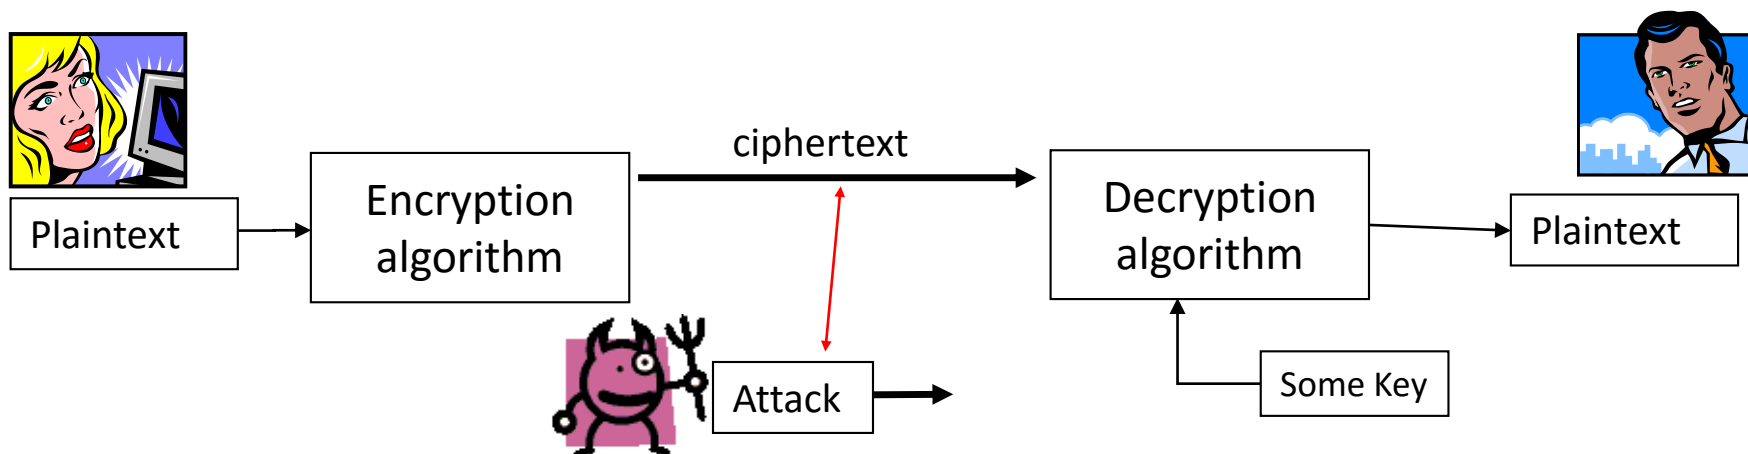 Plaintext
Encryption
algorithm
ciphertext
Decryption
algorithm
Plaintext
Attack
Some Key